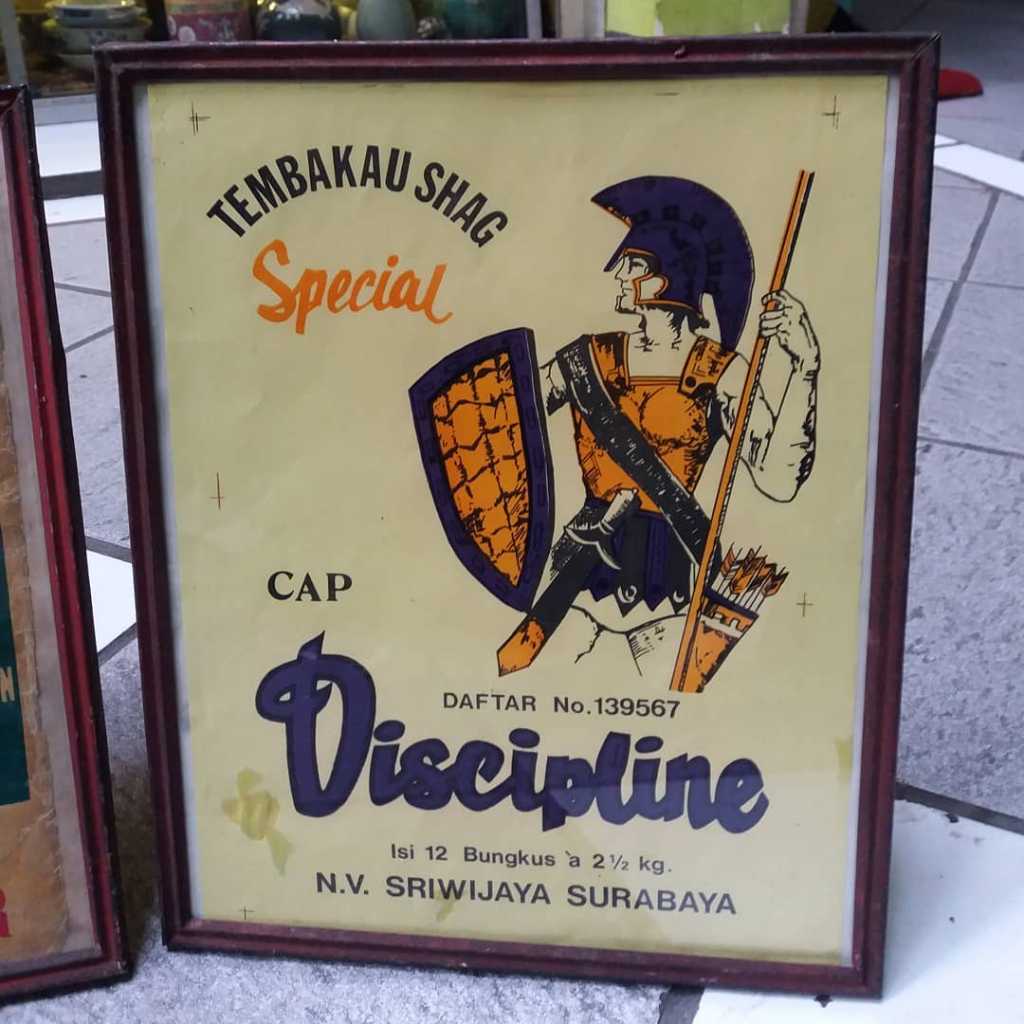 TEMBAKAU SHAG
Special
CAP
DAFTAR No.139567
Discipline
Isi 12 Bungkus à 2½ kg.
N.V. SRIWIJAYA SURABAYA
N